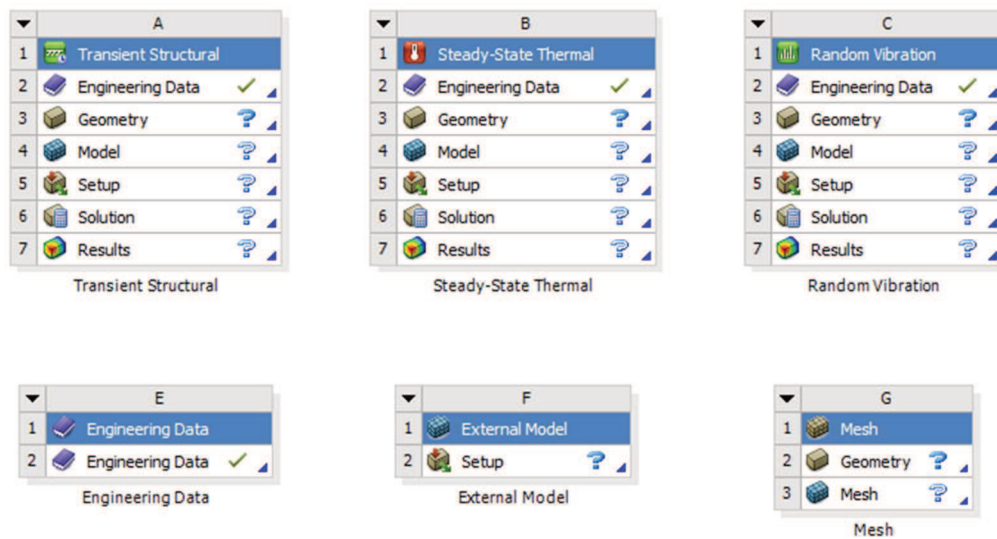 A
1 Transient Structural
2 Engineering Data
3 Geometry
4 Model
5 Setup
6 Solution
7 Results
Transient Structural
B
1 Steady-State Thermal
2 Engineering Data
3 Geometry
4 Model
5 Setup
6 Solution
7 Results
Steady-State Thermal
C
1 Random Vibration
2 Engineering Data
3 Geometry
4 Model
5 Setup
6 Solution
7 Results
Random Vibration
E
1 Engineering Data
2 Engineering Data
Engineering Data
F
1 External Model
2 Setup
External Model
G
1 Mesh
2 Geometry
3 Mesh
Mesh